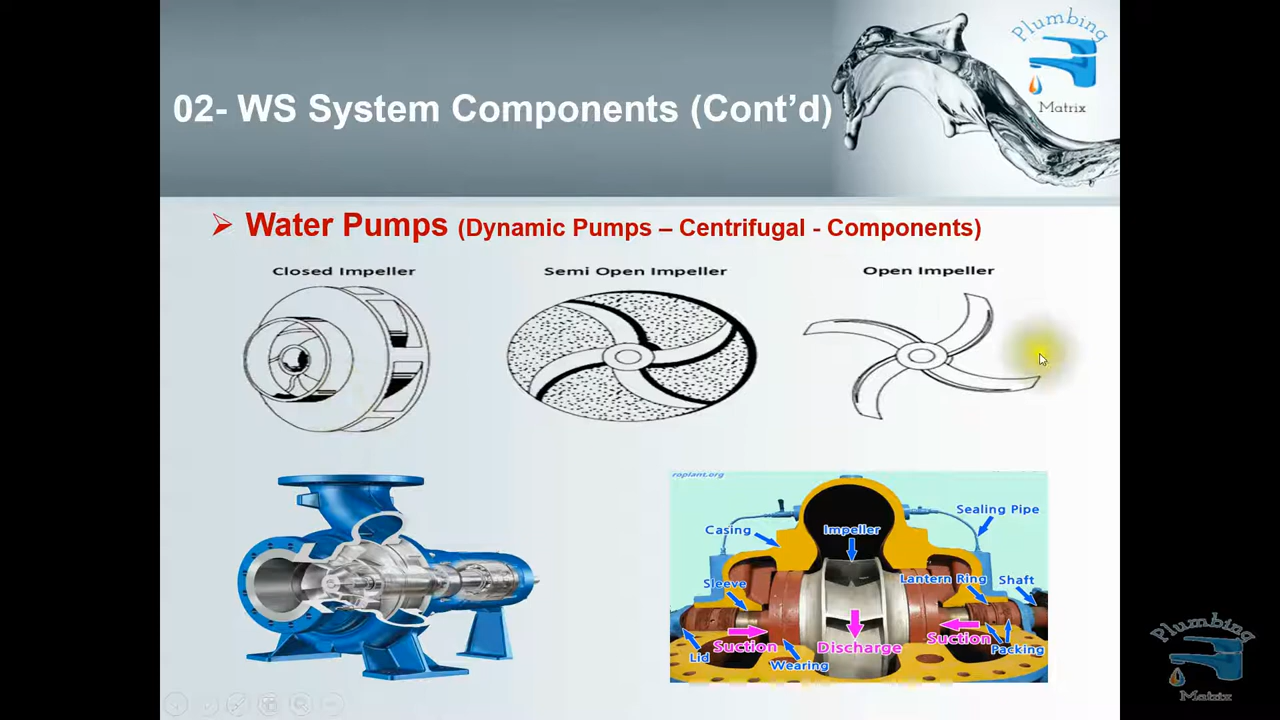 Plumbing
Matrix
02- WS System Components (Cont’d)
➢ Water Pumps (Dynamic Pumps – Centrifugal - Components)
Closed Impeller
Semi Open Impeller
Open Impeller
roplant.org
Sealing Pipe
Casing
Impeller
Sleeve
Lantern Ring
Shaft
Suction
Discharge
Suction
Lid
Wearing
Packing
Plumbing
Matrix